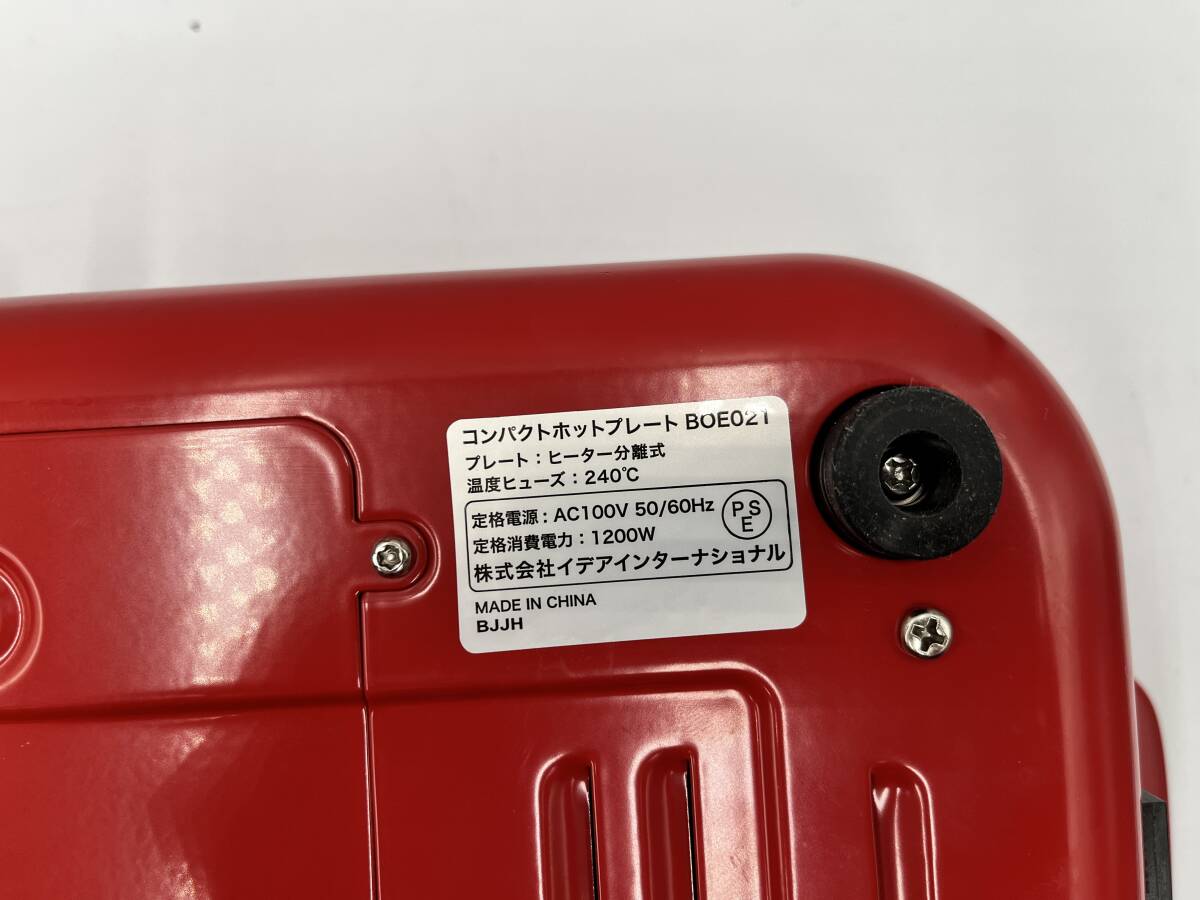 コンパクトホットプレート BOE021
プレート：ヒーター分離式
温度ヒューズ：240℃
定格電源：AC100V 50/60Hz
定格消費電力：1200W
PSE
株式会社イデアインターナショナル
MADE IN CHINA
BJJH